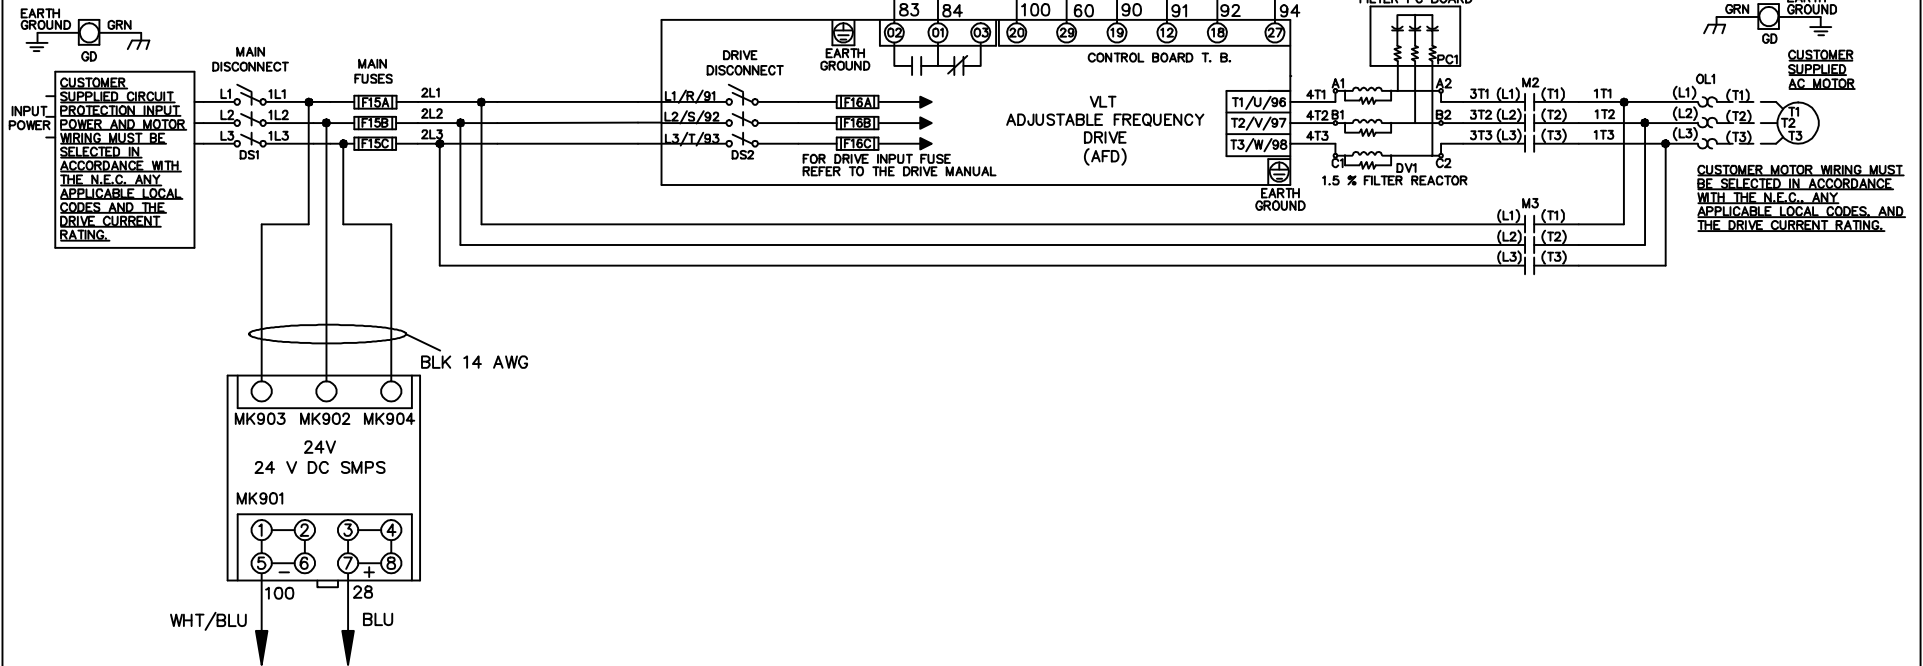 83 84 100 60 90 91 92 94
EARTH
GROUND
GRN
GD
02 01 03 20 29 19 12 18 27
EARTH
GROUND
CONTROL BOARD T. B.
PC1
GRN
GROUND
GD
CUSTOMER
SUPPLIED
AC MOTOR
INPUT
POWER
CUSTOMER
SUPPLIED CIRCUIT
PROTECTION INPUT
POWER AND MOTOR
WIRING MUST BE
SELECTED IN
ACCORDANCE WITH
THE N.E.C. ANY
APPLICABLE LOCAL
CODES AND THE
DRIVE CURRENT
RATING.
MAIN
DISCONNECT
L1 1L1
L2 1L2
L3 1L3
DS1
MAIN
FUSES
F15A
F15B
F15C
2L1
2L2
2L3
DRIVE
DISCONNECT
L1/R/91
L2/S/92
L3/T/93
DS2
F16A
F16B
F16C
FOR DRIVE INPUT FUSE
REFER TO THE DRIVE MANUAL
VLT
ADJUSTABLE FREQUENCY
DRIVE
(AFD)
T1/U/96
T2/V/97
T3/W/98
EARTH
GROUND
4T1 A1 A2
4T2 B1 B2
4T3
C1 C2
DV1
1.5 % FILTER REACTOR
M2
3T1 (L1) (T1) 1T1
3T2 (L2) (T2) 1T2
3T3 (L3) (T3) 1T3
OL1
(L1) (T1)
(L2) (T2)
(L3) (T3)
T1
T2
T3
CUSTOMER MOTOR WIRING MUST
BE SELECTED IN ACCORDANCE
WITH THE N.E.C., ANY
APPLICABLE LOCAL CODES, AND
THE DRIVE CURRENT RATING.
M3
(L1) (T1)
(L2) (T2)
(L3) (T3)
BLK 14 AWG
MK903 MK902 MK904
24V
24 V DC SMPS
MK901
1 2 3 4
5 6 7 8
- +
100 28
WHT/BLU BLU